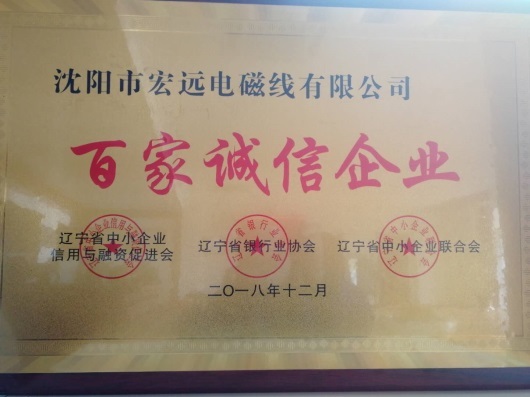 沈阳市宏远电磁线有限公司
百家诚信企业
辽宁省中小企业
信用与融资促进会
辽宁省银行业协会
辽宁省中小企业联合会
二〇一八年十二月